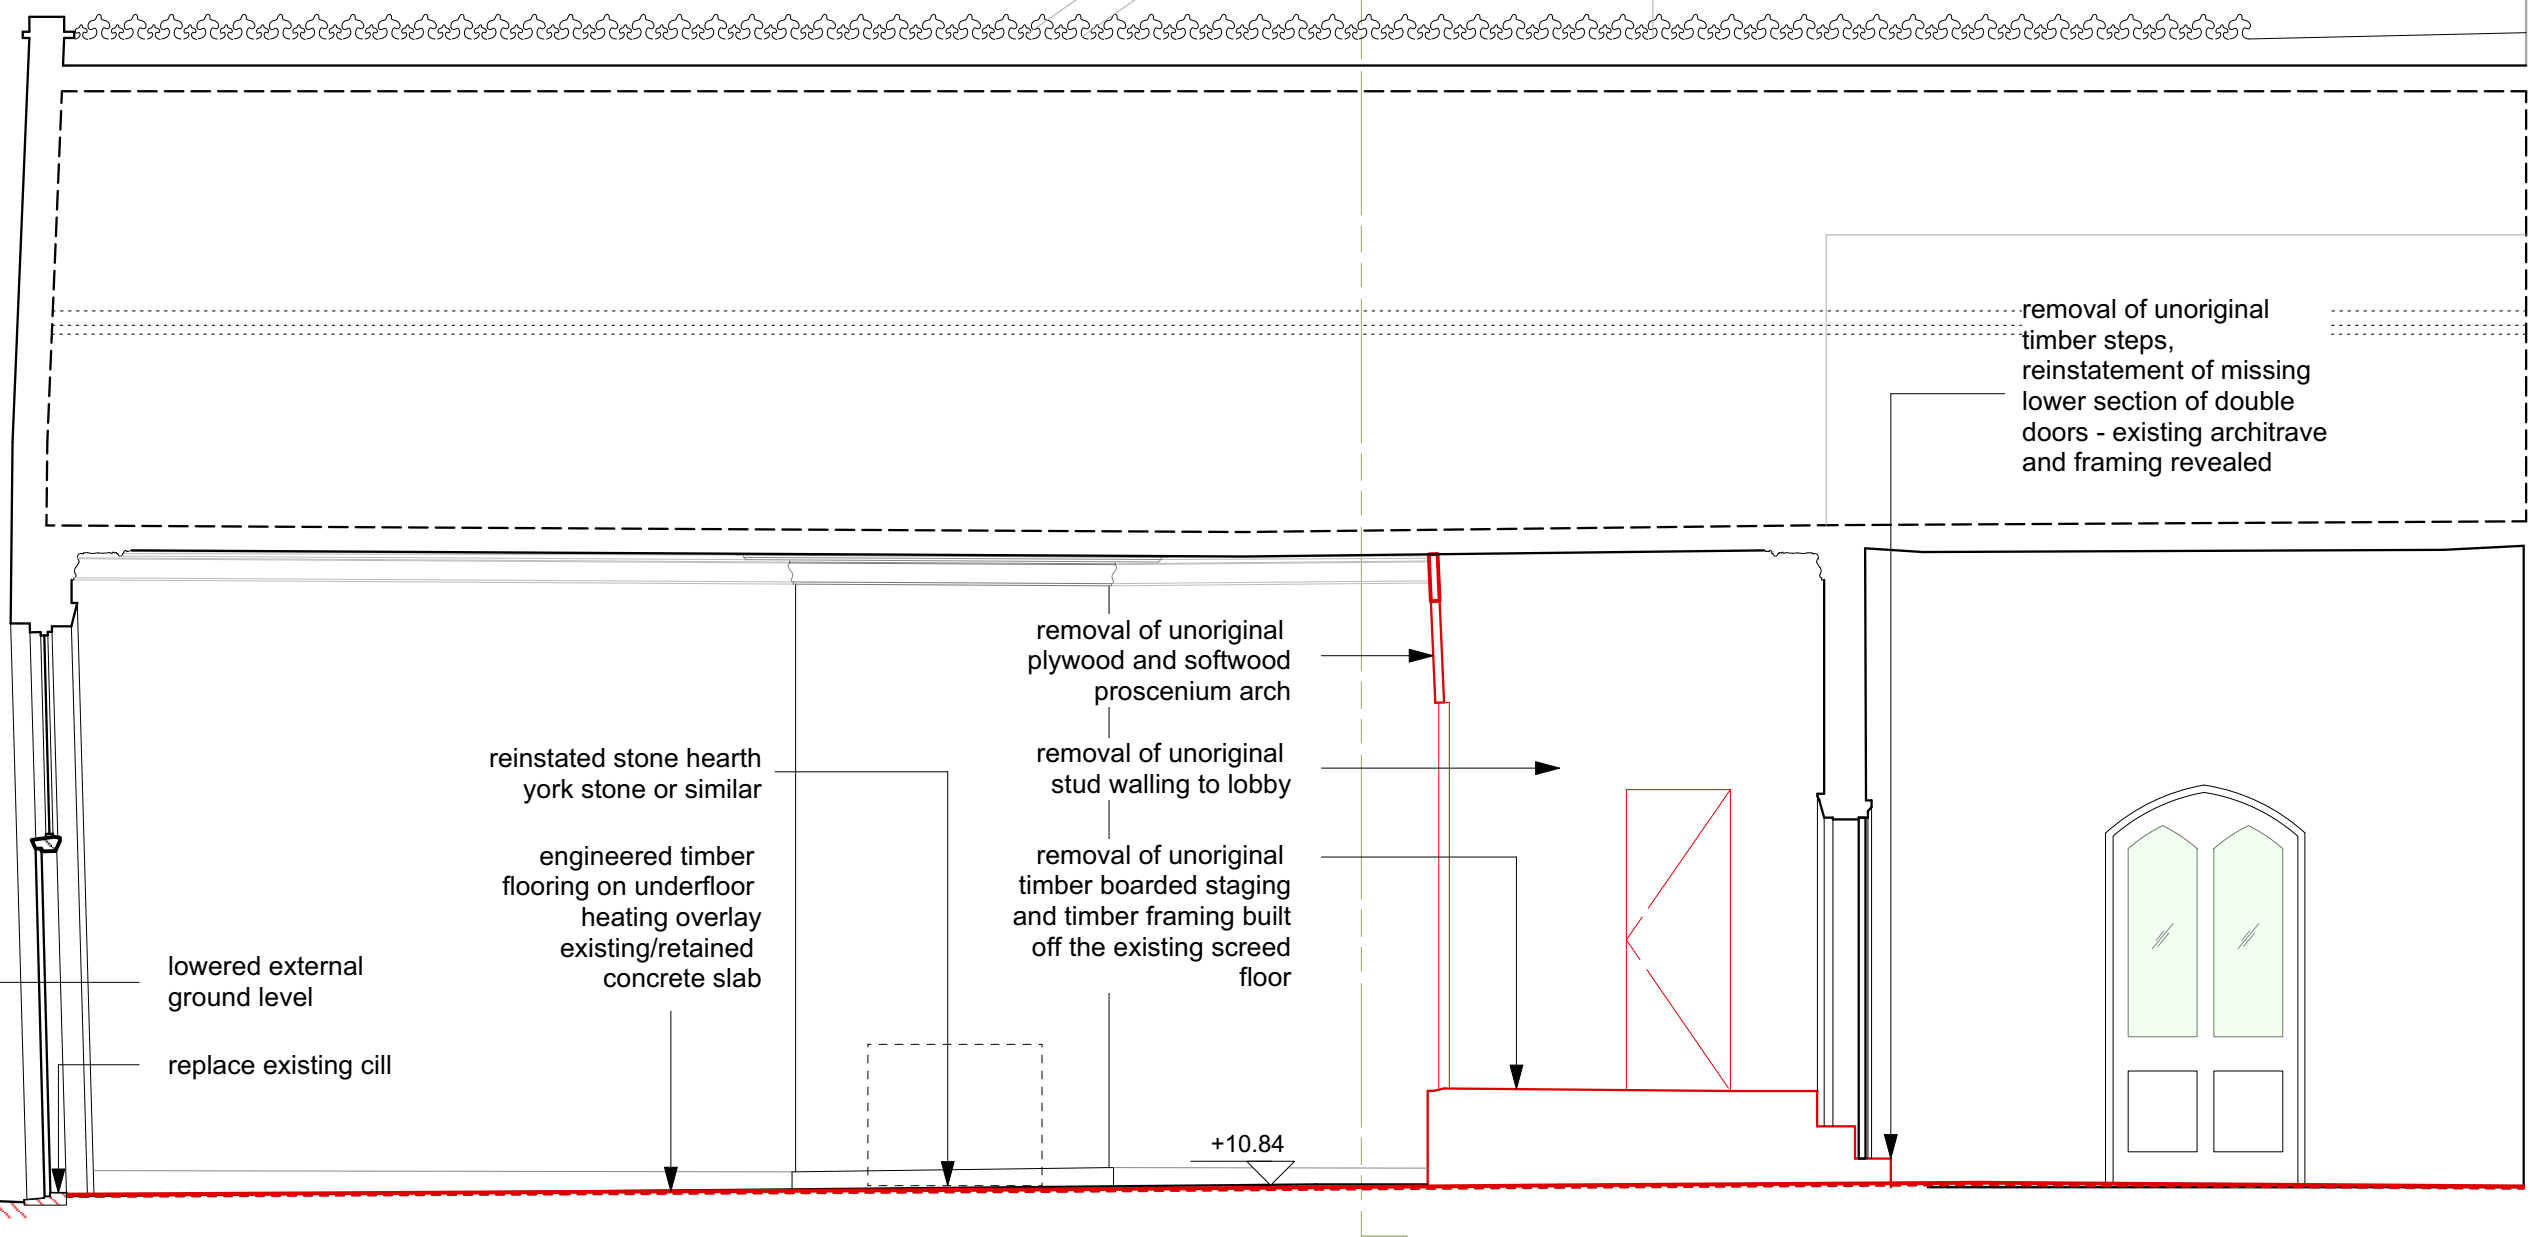 removal of unoriginal
timber steps,
reinstatement of missing
lower section of double
doors - existing architrave
and framing revealed
removal of unoriginal
plywood and softwood
proscenium arch
removal of unoriginal
stud walling to lobby
reinstated stone hearth
york stone or similar
engineered timber
flooring on underfloor
heating overlay
existing/retained
concrete slab
removal of unoriginal
timber boarded staging
and timber framing built
off the existing screed
floor
lowered external
ground level
replace existing cill
+10.84